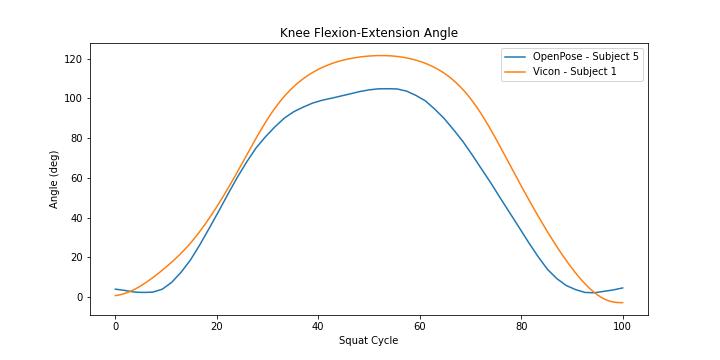 Knee Flexion-Extension Angle
OpenPose - Subject 5
Vicon - Subject 1
Angle (deg)
120
100
80
60
40
20
0
0 20 40 60 80 100
Squat Cycle